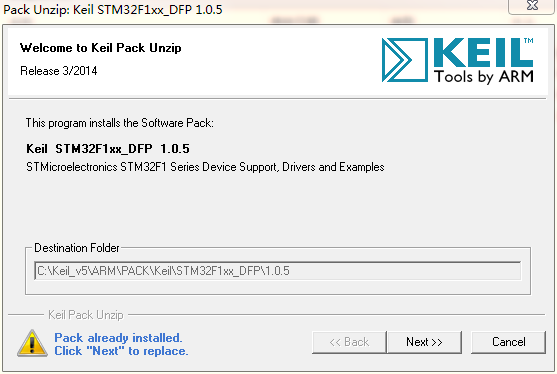 Pack Unzip: Keil STM32F1xx_DFP 1.0.5
Welcome to Keil Pack Unzip
Release 3/2014
KEIL™
Tools by ARM
This program installs the Software Pack:
Keil STM32F1xx_DFP 1.0.5
STMicroelectronics STM32F1 Series Device Support, Drivers and Examples
Destination Folder
C:\Keil_v5\ARM\PACK\Keil\STM32F1xx_DFP\1.0.5
Keil Pack Unzip
Pack already installed.
Click "Next" to replace.
<< Back
Next >>
Cancel